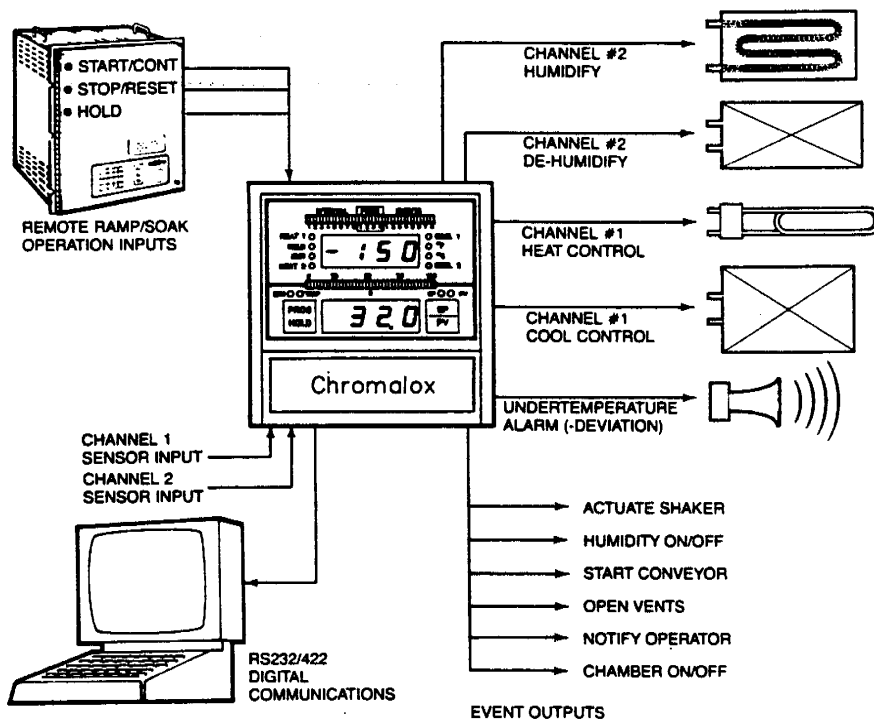 START/CONT
STOP/RESET
HOLD
REMOTE RAMP/SOAK
OPERATION INPUTS
CHANNEL #2
HUMIDIFY
CHANNEL #2
DE-HUMIDIFY
CHANNEL #1
HEAT CONTROL
CHANNEL #1
COOL CONTROL
UNDERTEMPERATURE
ALARM (-DEVIATION)
- 150
PROG
HOLD
32.0
SP
PV
Chromalox
CHANNEL 1
SENSOR INPUT
CHANNEL 2
SENSOR INPUT
RS232/422
DIGITAL
COMMUNICATIONS
ACTUATE SHAKER
HUMIDITY ON/OFF
START CONVEYOR
OPEN VENTS
NOTIFY OPERATOR
CHAMBER ON/OFF
EVENT OUTPUTS